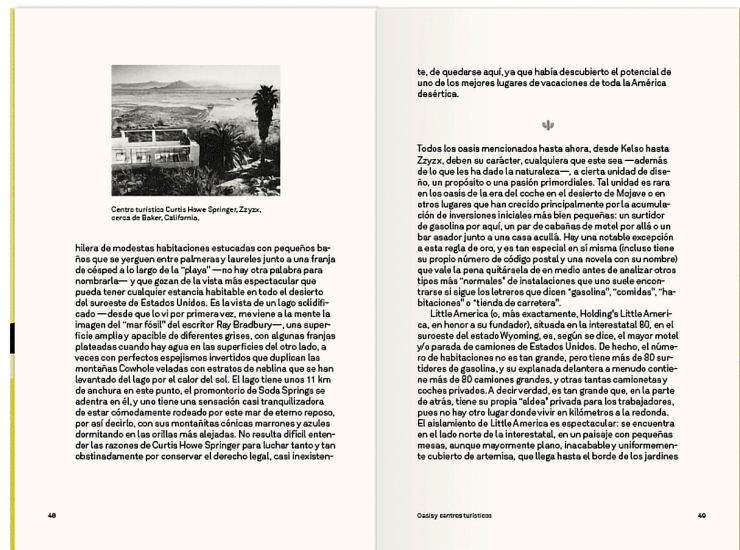 Centro turístico Curtis Howe Springer, Zzyzx,
cerca de Baker, California.
hilera de modestas habitaciones estucadas con pequeños ba-
ños que se yerguen entre palmeras y laureles junto a una franja
de césped a lo largo de la "playa" —no hay otra palabra para
nombrarla— y que gozan de la vista más espectacular que
pueda tener cualquier estancia habitable en todo el desierto
del suroeste de Estados Unidos. Es la vista de un lago solidifi-
cado —desde que lo vi por primera vez, me viene a la mente la
imagen del "mar fósil" del escritor Ray Bradbury—, una super-
ficie amplia y apacible de diferentes grises, con algunas franjas
plateadas cuando hay agua en las superficies del otro lado, a
veces con perfectos espejismos invertidos que duplican las
montañas Cowhole veladas con estratos de neblina que se han
levantado del lago por el calor del sol. El lago tiene unos 11 km
de anchura en este punto, el promontorio de Soda Springs se
adentra en él, y uno tiene una sensación casi tranquilizadora
de estar cómodamente rodeado por este mar de eterno reposo,
por así decirlo, con sus montañitas cónicas marrones y azules
dormitando en las orillas más alejadas. No resulta difícil enten-
der las razones de Curtis Howe Springer para luchar tanto y tan
obstinadamente por conservar el derecho legal, casi inexisten-
48
te, de quedarse aquí, ya que había descubierto el potencial de
uno de los mejores lugares de vacaciones de toda la América
desértica.
Todos los oasis mencionados hasta ahora, desde Kelso hasta
Zzyzx, deben su carácter, cualquiera que este sea —además
de lo que les ha dado la naturaleza—, a cierta unidad de dise-
ño, un propósito o una pasión primordiales. Tal unidad es rara
en los oasis de la era del coche en el desierto de Mojave o en
otros lugares que han crecido principalmente por la acumula-
ción de inversiones iniciales más bien pequeñas: un surtidor
de gasolina por aquí, un par de cabañas de motel por allá o un
bar asador junto a una casa acullá. Hay una notable excepción
a esta regla de oro, y es tan especial en sí misma (incluso tiene
su propio número de código postal y una novela con su nombre)
que vale la pena quitársela de en medio antes de analizar otros
tipos más "normales" de instalaciones que uno suele encon-
trarse si sigue los letreros que dicen "gasolina", "comidas", "ha-
bitaciones" o "tienda de carretera".
Little America (o, más exactamente, Holding's Little Ameri-
ca, en honor a su fundador), situada en la interestatal 80, en el
suroeste del estado Wyoming, es, según se dice, el mayor motel
y/o parada de camiones de Estados Unidos. De hecho, el núme-
ro de habitaciones no es tan grande, pero tiene más de 80 sur-
tidores de gasolina, y su explanada delantera a menudo contie-
ne más de 80 camiones grandes, y otras tantas camionetas y
coches privados. A decir verdad, es tan grande que, en la parte
de atrás, tiene su propia "aldea" privada para los trabajadores,
pues no hay otro lugar donde vivir en kilómetros a la redonda.
El aislamiento de Little America es espectacular: se encuentra
en el lado norte de la interestatal, en un paisaje con pequeñas
mesas, aunque mayormente plano, inacabable y uniformemen-
te cubierto de artemisa, que llega hasta el borde de los jardines
Oasis y centros turísticos
49